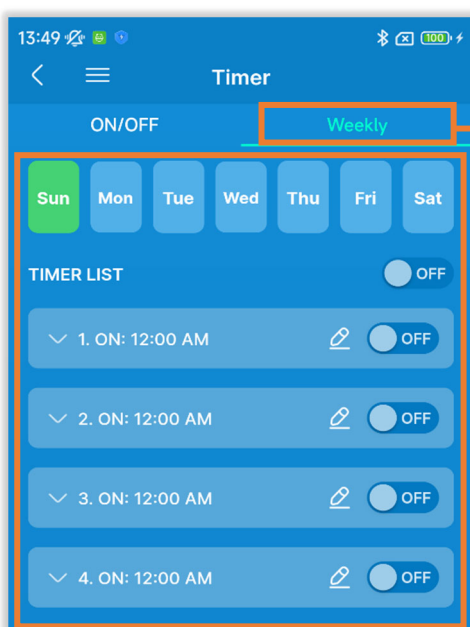 13:49 100
Timer
ON/OFF Weekly
Sun Mon Tue Wed Thu Fri Sat
TIMER LIST OFF
1. ON: 12:00 AM OFF
2. ON: 12:00 AM OFF
3. ON: 12:00 AM OFF
4. ON: 12:00 AM OFF